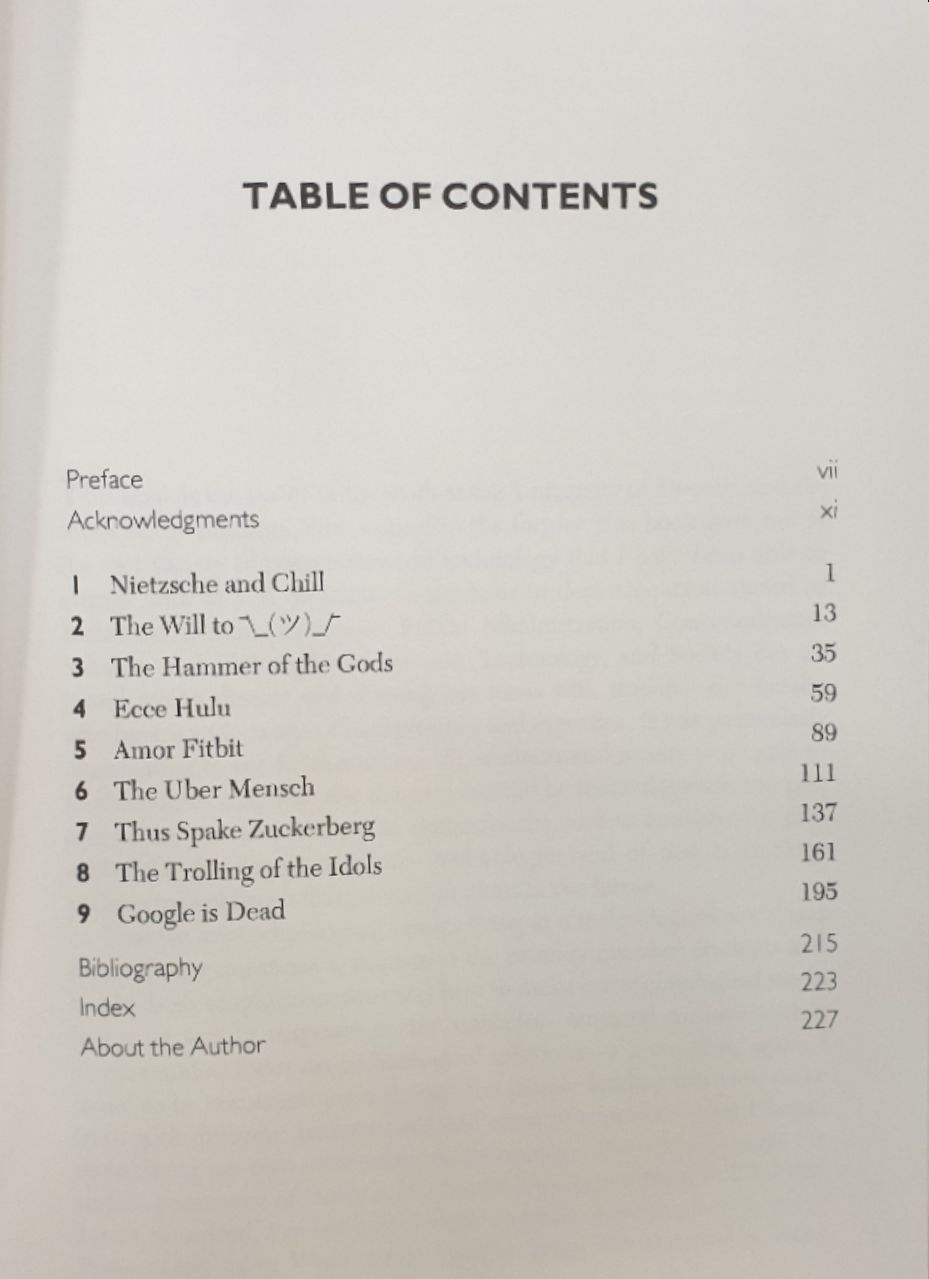 TABLE OF CONTENTS
Preface vii
Acknowledgments xi
1 Nietzsche and Chill 1
2 The Will to ¯\_(ツ)_/¯ 13
3 The Hammer of the Gods 35
4 Ecce Hulu 59
5 Amor Fitbit 89
6 The Uber Mensch 111
7 Thus Spake Zuckerberg 137
8 The Trolling of the Idols 161
9 Google is Dead 195
Bibliography 215
Index 223
About the Author 227